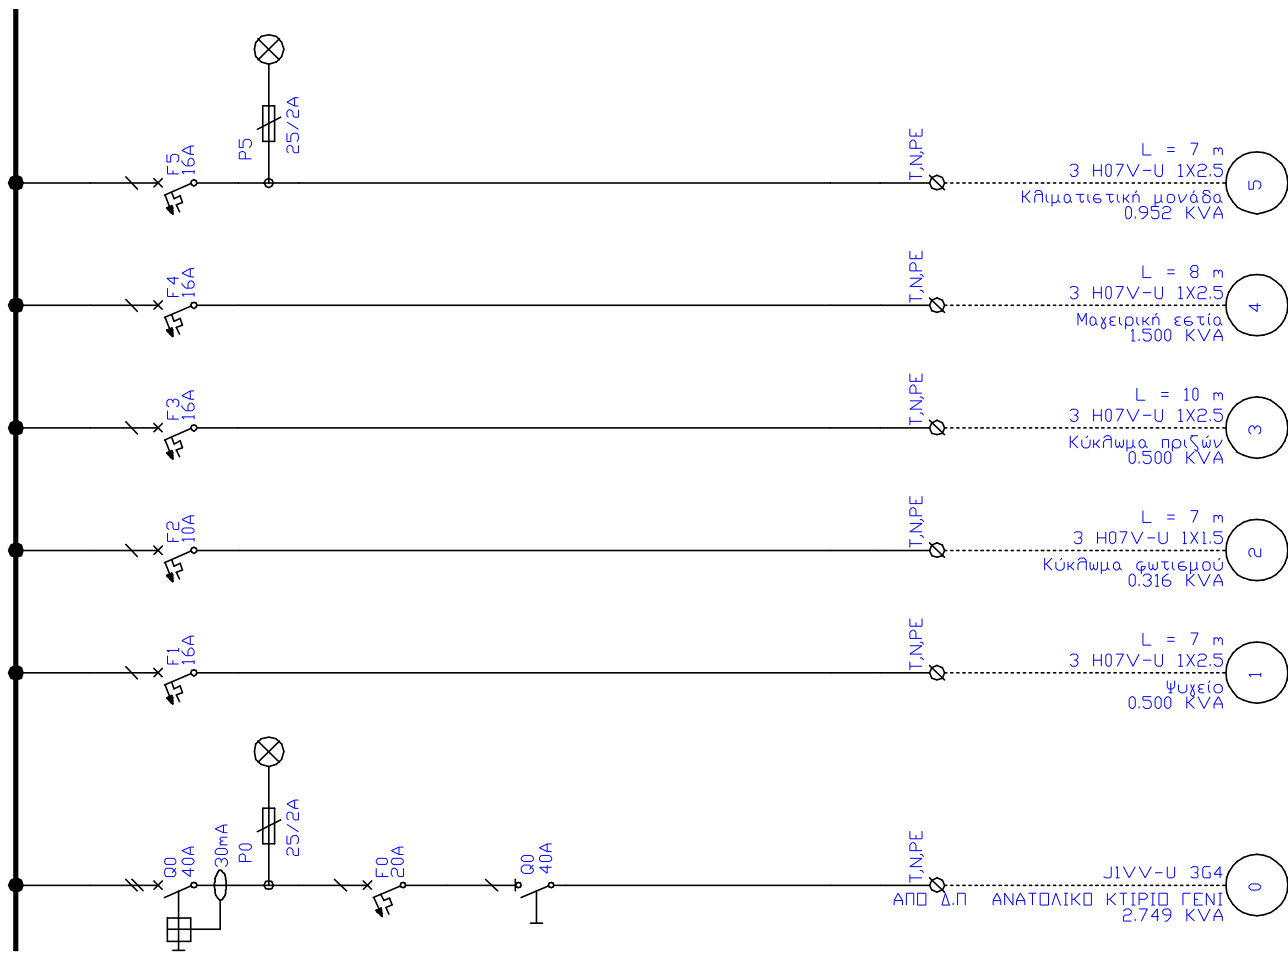 P5
25/2A
F5
16A
T,N,PE
L = 7 m
3 H07V-U 1X2.5
Κλιματιστική μονάδα
0.952 KVA
5
F4
16A
T,N,PE
L = 8 m
3 H07V-U 1X2.5
Μαγειρική εστία
1.500 KVA
4
F3
16A
T,N,PE
L = 10 m
3 H07V-U 1X2.5
Κύκλωμα πριζών
0.500 KVA
3
F2
10A
T,N,PE
L = 7 m
3 H07V-U 1X1.5
Κύκλωμα φωτισμού
0.316 KVA
2
F1
16A
T,N,PE
L = 7 m
3 H07V-U 1X2.5
Ψυγείο
0.500 KVA
1
Q0
40A
30mA
P0
25/2A
F0
20A
Q0
40A
T,N,PE
J1VV-U 3G4
ΑΠΟ Δ.Π ΑΝΑΤΟΛΙΚΟ ΚΤΙΡΙΟ ΓΕΝΙ
2.749 KVA
0